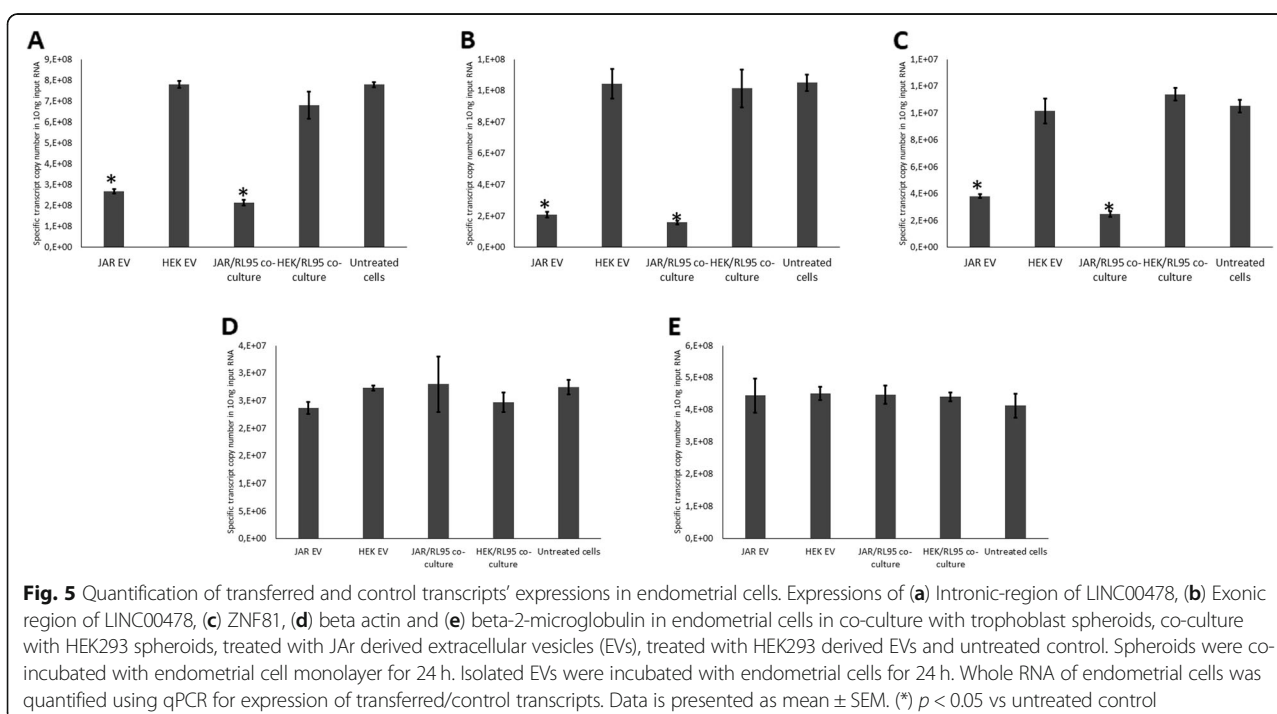 A
Specific transcript copy number in 10 ng input RNA
9,E+08
8,E+08
7,E+08
6,E+08
5,E+08
4,E+08
3,E+08
2,E+08
1,E+08
0,E+00
*
*
JAR EV
HEK EV
JAR/RL95 co-culture
HEK/RL95 co-culture
Untreated cells
B
Specific transcript copy number in 10 ng input RNA
1,E+08
1,E+08
8,E+07
6,E+07
4,E+07
2,E+07
0,E+00
*
*
JAR EV
HEK EV
JAR/RL95 co-culture
HEK/RL95 co-culture
Untreated cells
C
Specific transcript copy number in 10 ng input RNA
1,E+07
1,E+07
1,E+07
8,E+06
6,E+06
4,E+06
2,E+06
0,E+00
*
*
JAR EV
HEK EV
JAR/RL95 co-culture
HEK/RL95 co-culture
Untreated cells
D
Specific transcript copy number in 10 ng input RNA
4,E+07
3,E+07
3,E+07
2,E+07
2,E+07
1,E+07
5,E+06
0,E+00
JAR EV
HEK EV
JAR/RL95 co-culture
HEK/RL95 co-culture
Untreated cells
E
Specific transcript copy number in 10 ng input RNA
6,E+08
5,E+08
4,E+08
3,E+08
2,E+08
1,E+08
0,E+00
JAR EV
HEK EV
JAR/RL95 co-culture
HEK/RL95 co-culture
Untreated cells
Fig. 5 Quantification of transferred and control transcripts' expressions in endometrial cells. Expressions of (a) Intronic-region of LINC00478, (b) Exonic
region of LINC00478, (c) ZNF81, (d) beta actin and (e) beta-2-microglobulin in endometrial cells in co-culture with trophoblast spheroids, co-culture
with HEK293 spheroids, treated with JAr derived extracellular vesicles (EVs), treated with HEK293 derived EVs and untreated control. Spheroids were co-
incubated with endometrial cell monolayer for 24 h. Isolated EVs were incubated with endometrial cells for 24 h. Whole RNA of endometrial cells was
quantified using qPCR for expression of transferred/control transcripts. Data is presented as mean ± SEM. (*) p < 0.05 vs untreated control